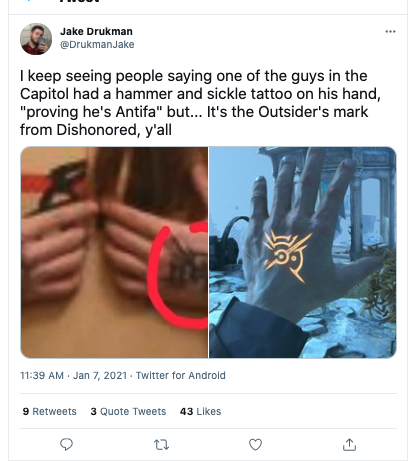 Jake Drukman
@DrukmanJake
I keep seeing people saying one of the guys in the
Capitol had a hammer and sickle tattoo on his hand,
"proving he's Antifa" but... It's the Outsider's mark
from Dishonored, y'all
11:39 AM · Jan 7, 2021 · Twitter for Android
9 Retweets 3 Quote Tweets 43 Likes